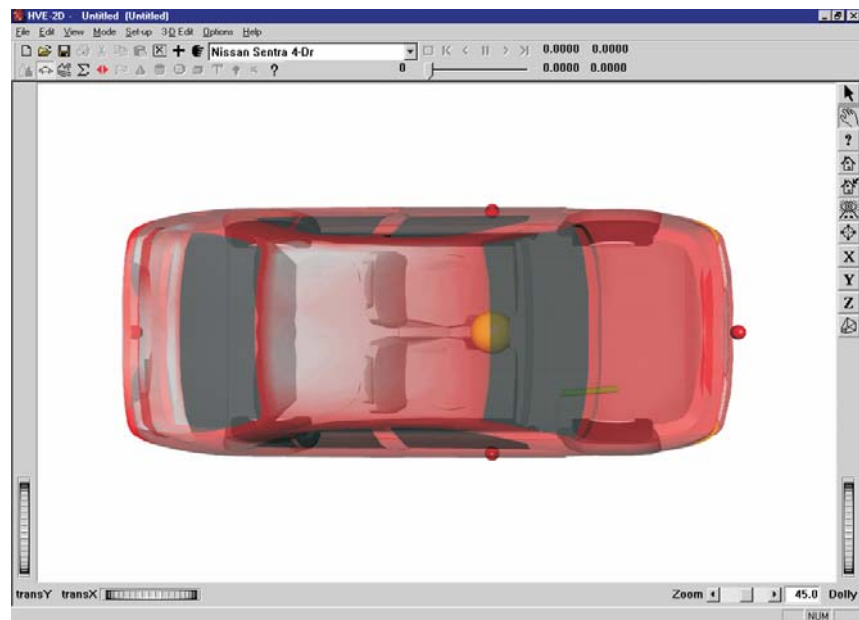 HVE-2D - Untitled (Untitled)
File Edit View Mode Set-up 3-D Edit Options Help
Nissan Sentra 4-Dr 0.0000 0.0000
0 0.0000 0.0000
?
X
Y
Z
transY transX Zoom 45.0 Dolly
NUM